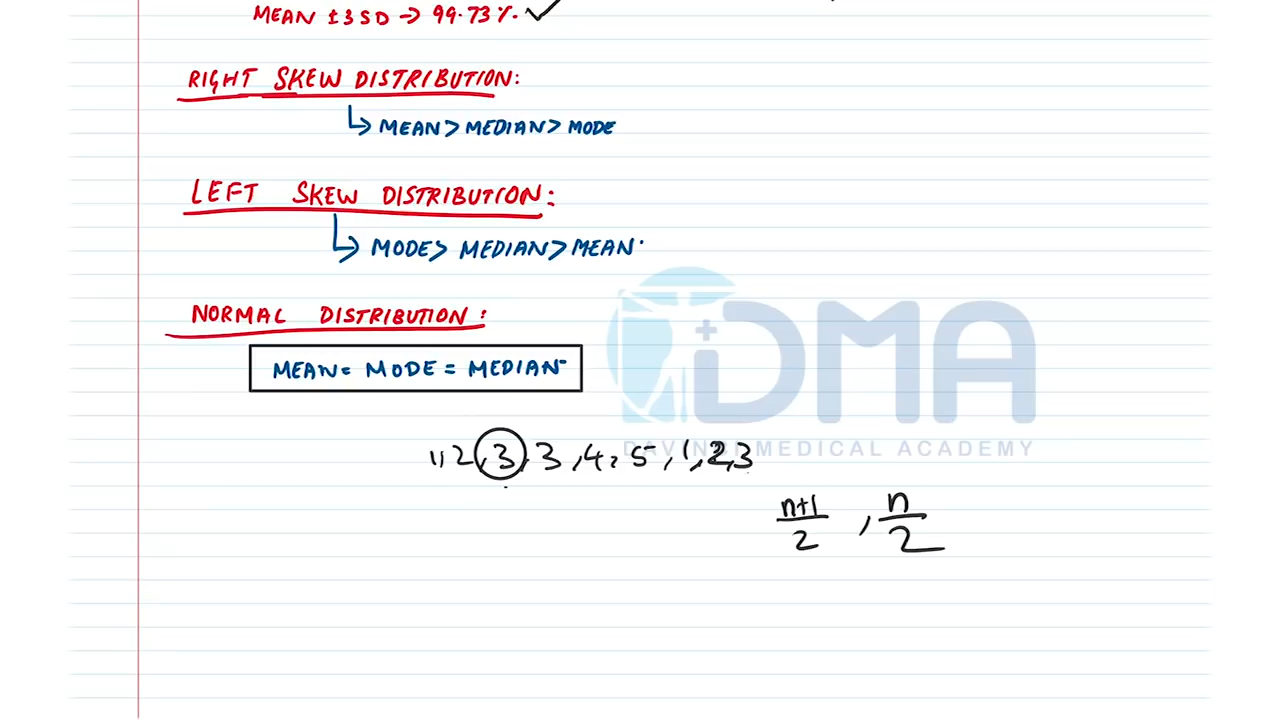 MEAN ±3SD → 99.73%. ✓
RIGHT SKEW DISTRIBUTION:
↳ MEAN > MEDIAN > MODE
LEFT SKEW DISTRIBUTION:
↳ MODE > MEDIAN > MEAN
NORMAL DISTRIBUTION:
MEAN = MODE = MEDIAN
DMA
DAVINCI MEDICAL ACADEMY
1, 2, 3, 3, 4, 5, 1, 2, 3
n+1/2 , n/2